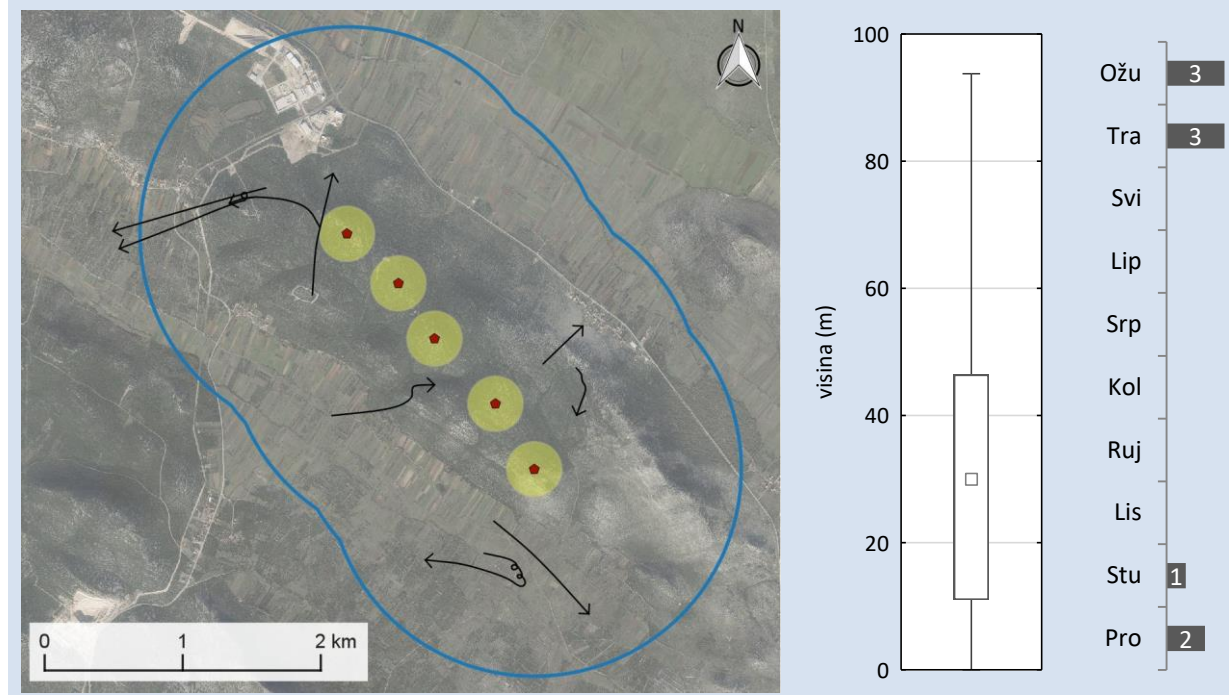 N
0 1 2 km
visina (m)
100
80
60
40
20
0
Ožu 3
Tra 3
Svi
Lip
Srp
Kol
Ruj
Lis
Stu 1
Pro 2